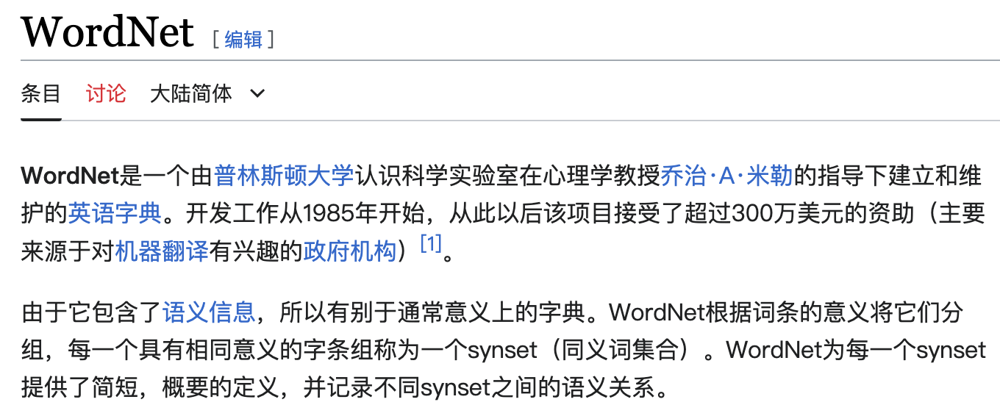 WordNet [编辑]
条目 讨论 大陆简体
WordNet是一个由普林斯顿大学认识科学实验室在心理学教授乔治·A·米勒的指导下建立和维
护的英语字典。开发工作从1985年开始，从此以后该项目接受了超过300万美元的资助（主要
来源于对机器翻译有兴趣的政府机构）[1]。
由于它包含了语义信息，所以有别于通常意义上的字典。WordNet根据词条的意义将它们分
组，每一个具有相同意义的字条组称为一个synset（同义词集合）。WordNet为每一个synset
提供了简短，概要的定义，并记录不同synset之间的语义关系。